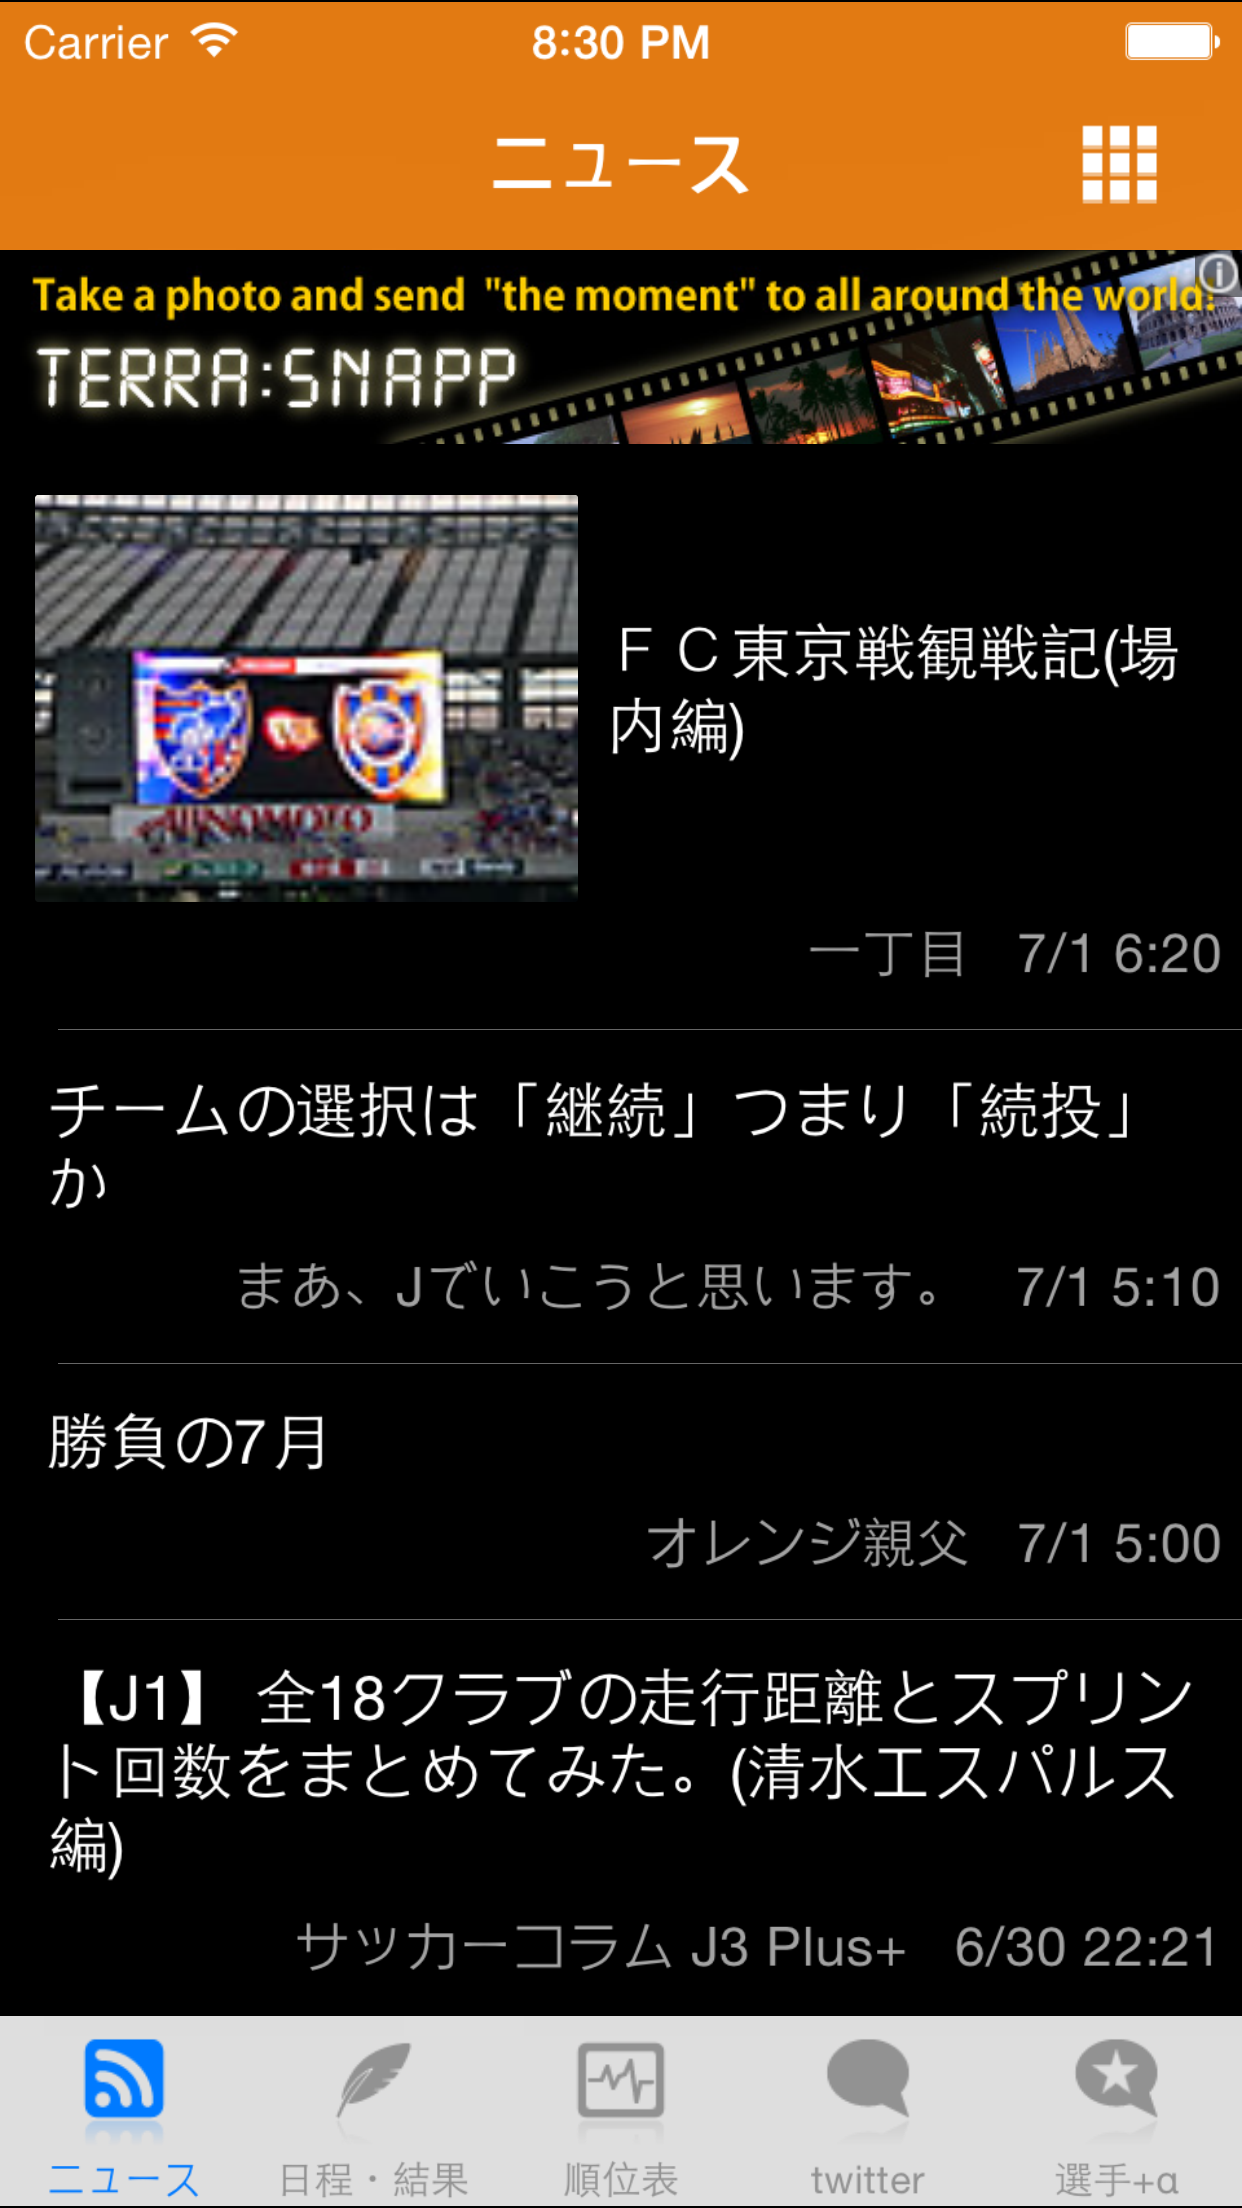 Carrier 8:30 PM
ニュース
Take a photo and send "the moment" to all around the world!
TERRA:SNAPP
AJINOMOTO
ＦＣ東京戦観戦記(場
内編)
一丁目 7/1 6:20
チームの選択は「継続」つまり「続投」
か
まあ、Jでいこうと思います。 7/1 5:10
勝負の7月
オレンジ親父 7/1 5:00
【J1】 全18クラブの走行距離とスプリン
ト回数をまとめてみた。(清水エスパルス
編)
サッカーコラム J3 Plus+ 6/30 22:21
ニュース 日程・結果 順位表 twitter 選手+α